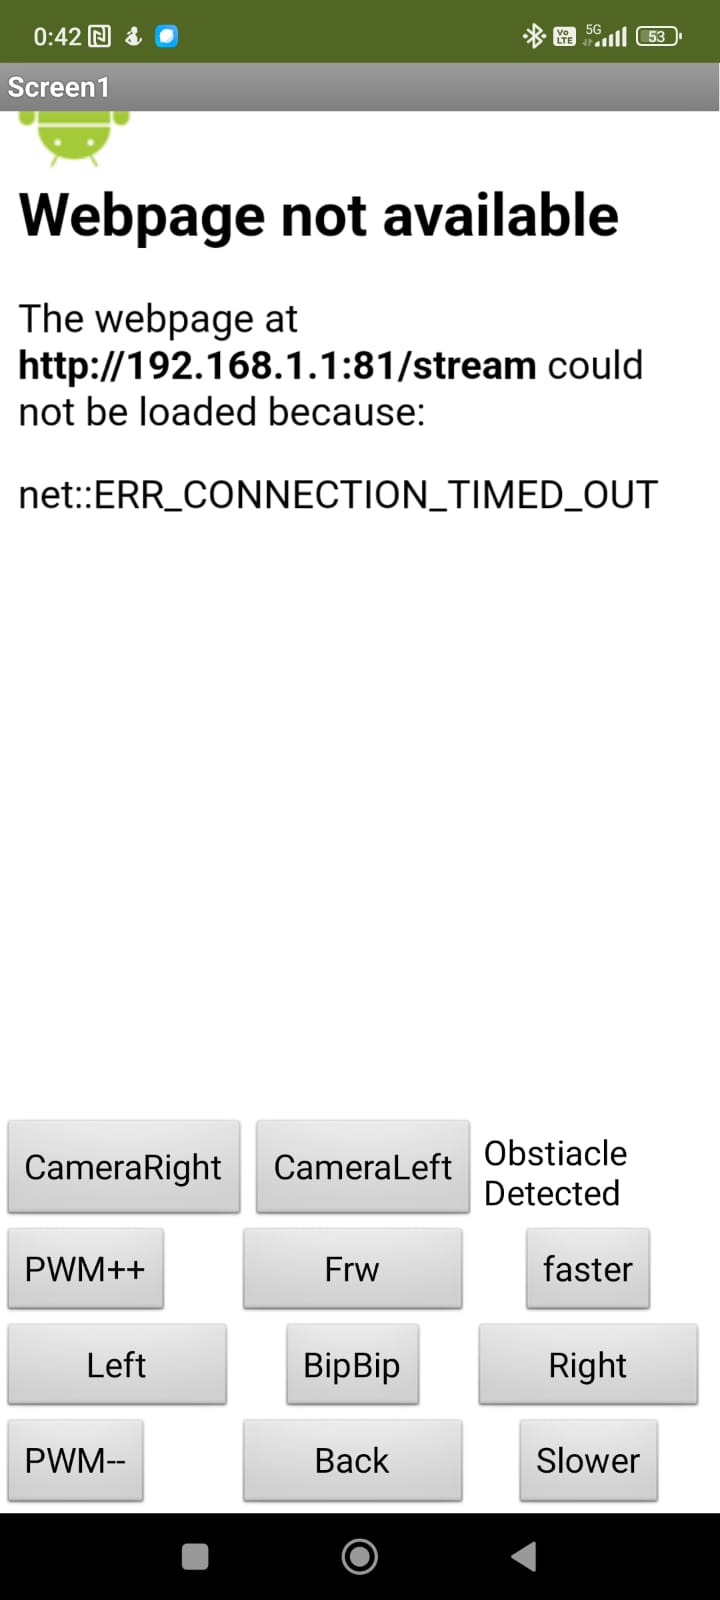 0:42
Vo
LTE
5G
53
Screen1
Webpage not available
The webpage at
http://192.168.1.1:81/stream could
not be loaded because:
net::ERR_CONNECTION_TIMED_OUT
CameraRight CameraLeft Obstiacle
Detected
PWM++ Frw faster
Left BipBip Right
PWM-- Back Slower